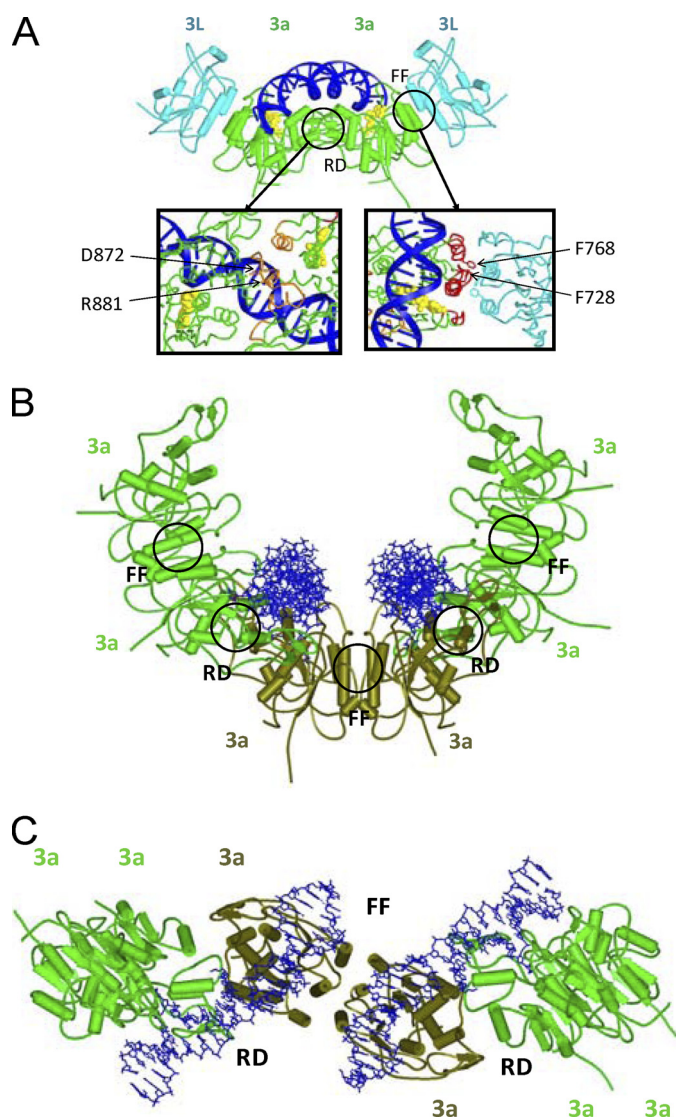 A
3L 3a 3a 3L
FF
RD
D872
R881
F768
F728
B
3a 3a
FF FF
3a RD RD 3a
FF
3a 3a
C
3a 3a 3a
FF
RD RD
3a 3a 3a